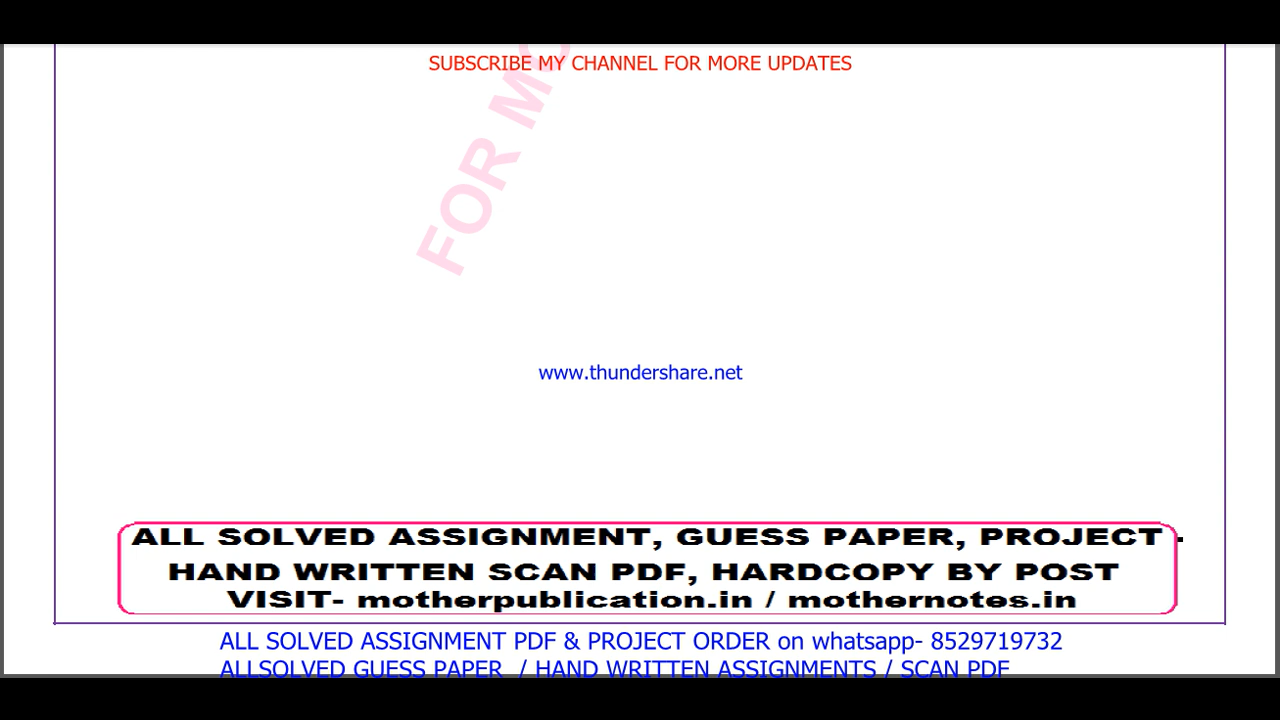 SUBSCRIBE MY CHANNEL FOR MORE UPDATES
FOR
www.thundershare.net
ALL SOLVED ASSIGNMENT, GUESS PAPER, PROJECT -
HAND WRITTEN SCAN PDF, HARDCOPY BY POST
VISIT- motherpublication.in / mothernotes.in
ALL SOLVED ASSIGNMENT PDF & PROJECT ORDER on whatsapp- 8529719732
ALLSOLVED GUESS PAPER / HAND WRITTEN ASSIGNMENTS / SCAN PDF